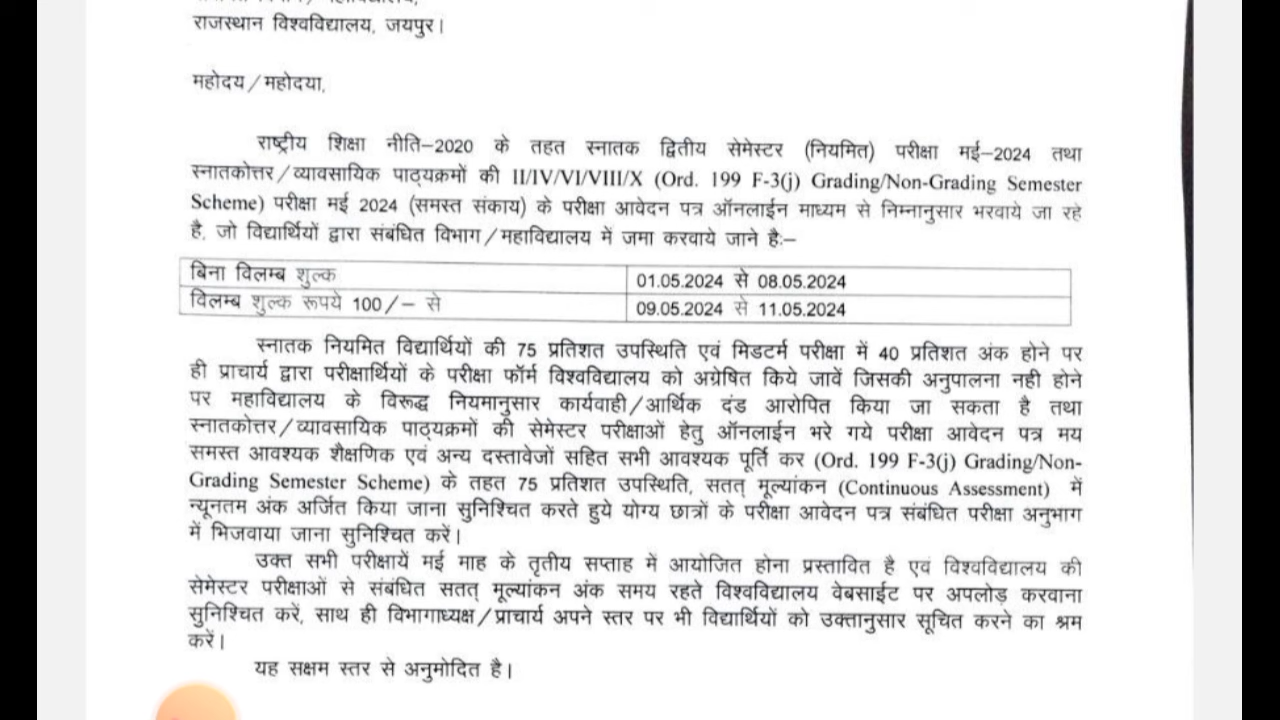 राजस्थान विश्वविद्यालय, जयपुर।
महोदय/महोदया,
राष्ट्रीय शिक्षा नीति–2020 के तहत स्नातक द्वितीय सेमेस्टर (नियमित) परीक्षा मई–2024 तथा
स्नातकोत्तर/व्यावसायिक पाठ्यक्रमों की II/IV/VI/VIII/X (Ord. 199 F-3(j) Grading/Non-Grading Semester
Scheme) परीक्षा मई 2024 (समस्त संकाय) के परीक्षा आवेदन पत्र ऑनलाईन माध्यम से निम्नानुसार भरवाये जा रहे
है, जो विद्यार्थियों द्वारा संबंधित विभाग/महाविद्यालय में जमा करवाये जाने है:–
बिना विलम्ब शुल्क 01.05.2024 से 08.05.2024
विलम्ब शुल्क रूपये 100/– से 09.05.2024 से 11.05.2024
स्नातक नियमित विद्यार्थियों की 75 प्रतिशत उपस्थिति एवं मिडटर्म परीक्षा में 40 प्रतिशत अंक होने पर
ही प्राचार्य द्वारा परीक्षार्थियों के परीक्षा फॉर्म विश्वविद्यालय को अग्रेषित किये जावें जिसकी अनुपालना नही होने
पर महाविद्यालय के विरूद्ध नियमानुसार कार्यवाही/आर्थिक दंड आरोपित किया जा सकता है तथा
स्नातकोत्तर/व्यावसायिक पाठ्यक्रमों की सेमेस्टर परीक्षाओं हेतु ऑनलाईन भरे गये परीक्षा आवेदन पत्र मय
समस्त आवश्यक शैक्षणिक एवं अन्य दस्तावेजों सहित सभी आवश्यक पूर्ति कर (Ord. 199 F-3(j) Grading/Non-
Grading Semester Scheme) के तहत 75 प्रतिशत उपस्थिति, सतत् मूल्यांकन (Continuous Assessment) में
न्यूनतम अंक अर्जित किया जाना सुनिश्चित करते हुये योग्य छात्रों के परीक्षा आवेदन पत्र संबंधित परीक्षा अनुभाग
में भिजवाया जाना सुनिश्चित करें।
उक्त सभी परीक्षायें मई माह के तृतीय सप्ताह में आयोजित होना प्रस्तावित है एवं विश्वविद्यालय की
सेमेस्टर परीक्षाओं से संबंधित सतत् मूल्यांकन अंक समय रहते विश्वविद्यालय वेबसाईट पर अपलोड़ करवाना
सुनिश्चित करें, साथ ही विभागाध्यक्ष/प्राचार्य अपने स्तर पर भी विद्यार्थियों को उक्तानुसार सूचित करने का श्रम
करें।
यह सक्षम स्तर से अनुमोदित है।